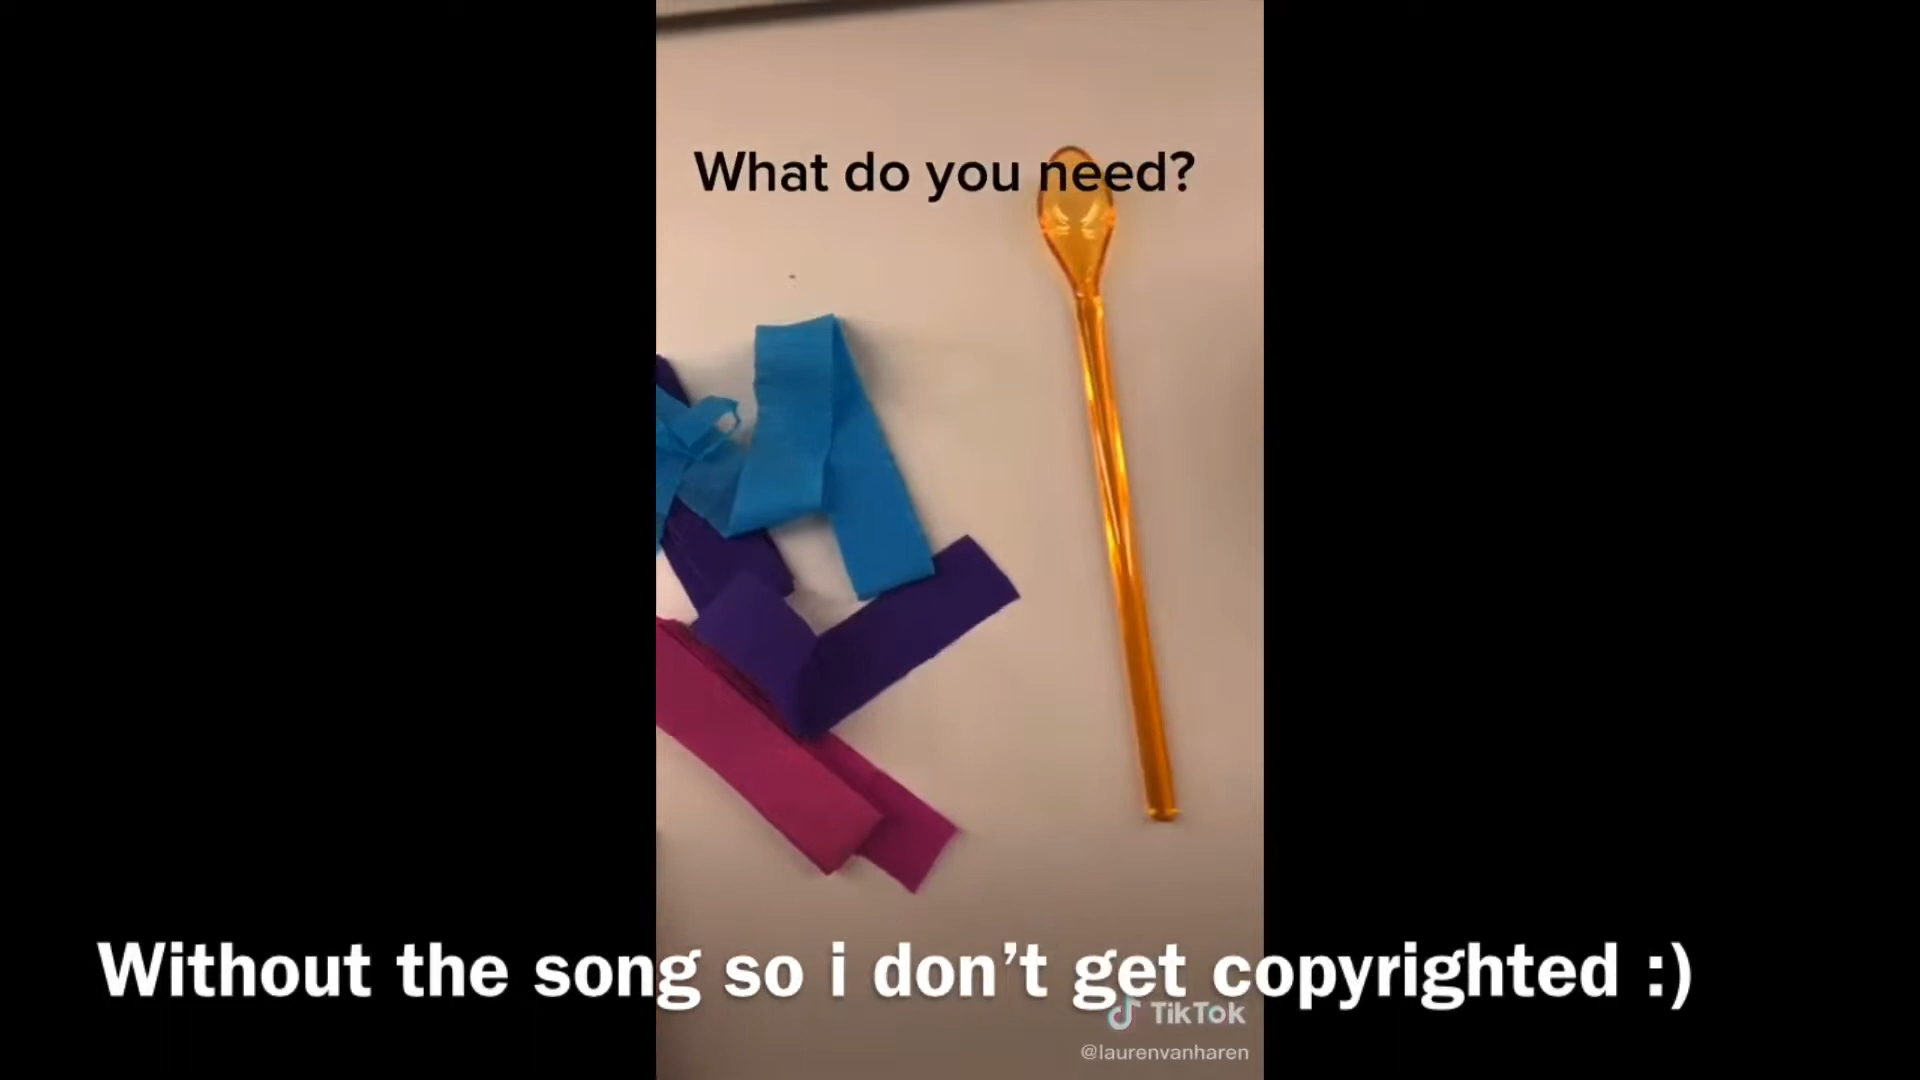 What do you need?
Without the song so i don’t get copyrighted :)
TikTok
@laurenvanharen